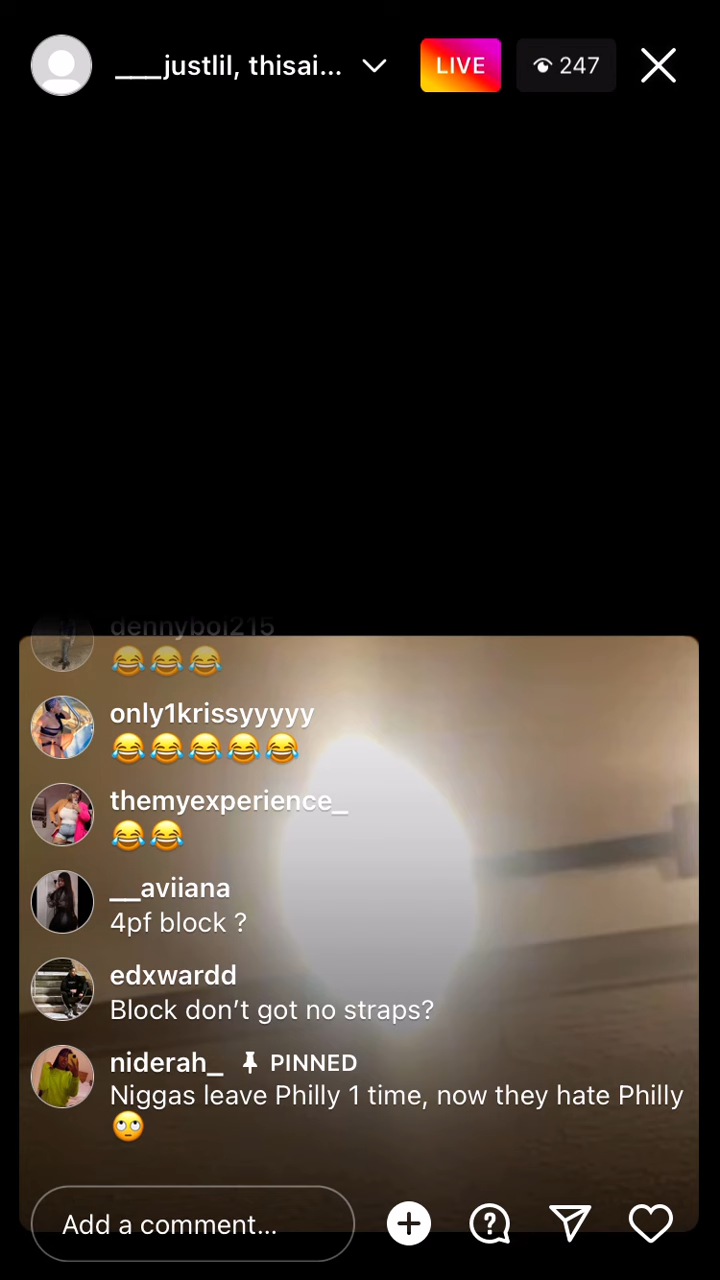 ___justlil, thisai...
LIVE
247
dennyboi215
😂😂😂
only1krissyyyyy
😂😂😂😂😂
themyexperience_
😂😂
__aviiana
4pf block ?
edxwardd
Block don’t got no straps?
niderah_ PINNED
Niggas leave Philly 1 time, now they hate Philly
🙄
Add a comment...